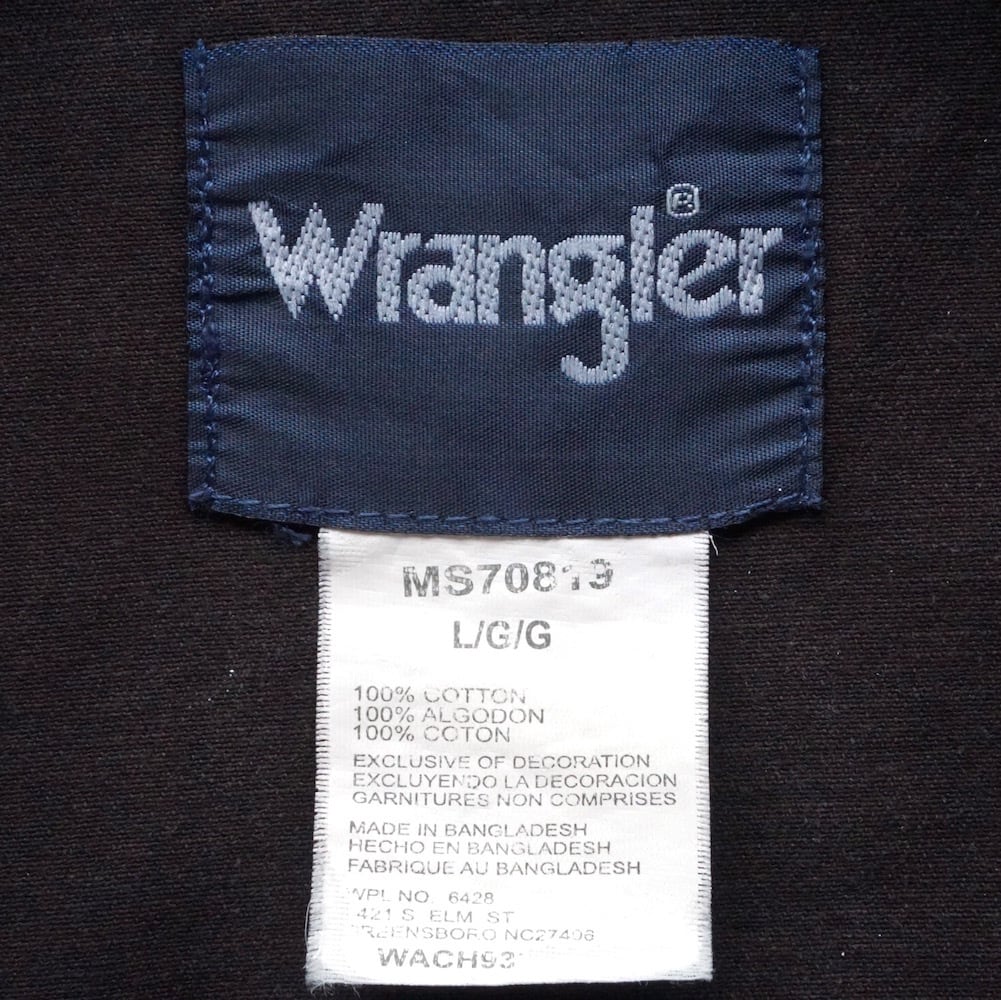 Wrangler®
MS70819
L/G/G
100% COTTON
100% ALGODON
100% COTON
EXCLUSIVE OF DECORATION
EXCLUYENDO LA DECORACION
GARNITURES NON COMPRISES
MADE IN BANGLADESH
HECHO EN BANGLADESH
FABRIQUE AU BANGLADESH
WPL NO. 6428
421 S. ELM ST
GREENSBORO NC27406